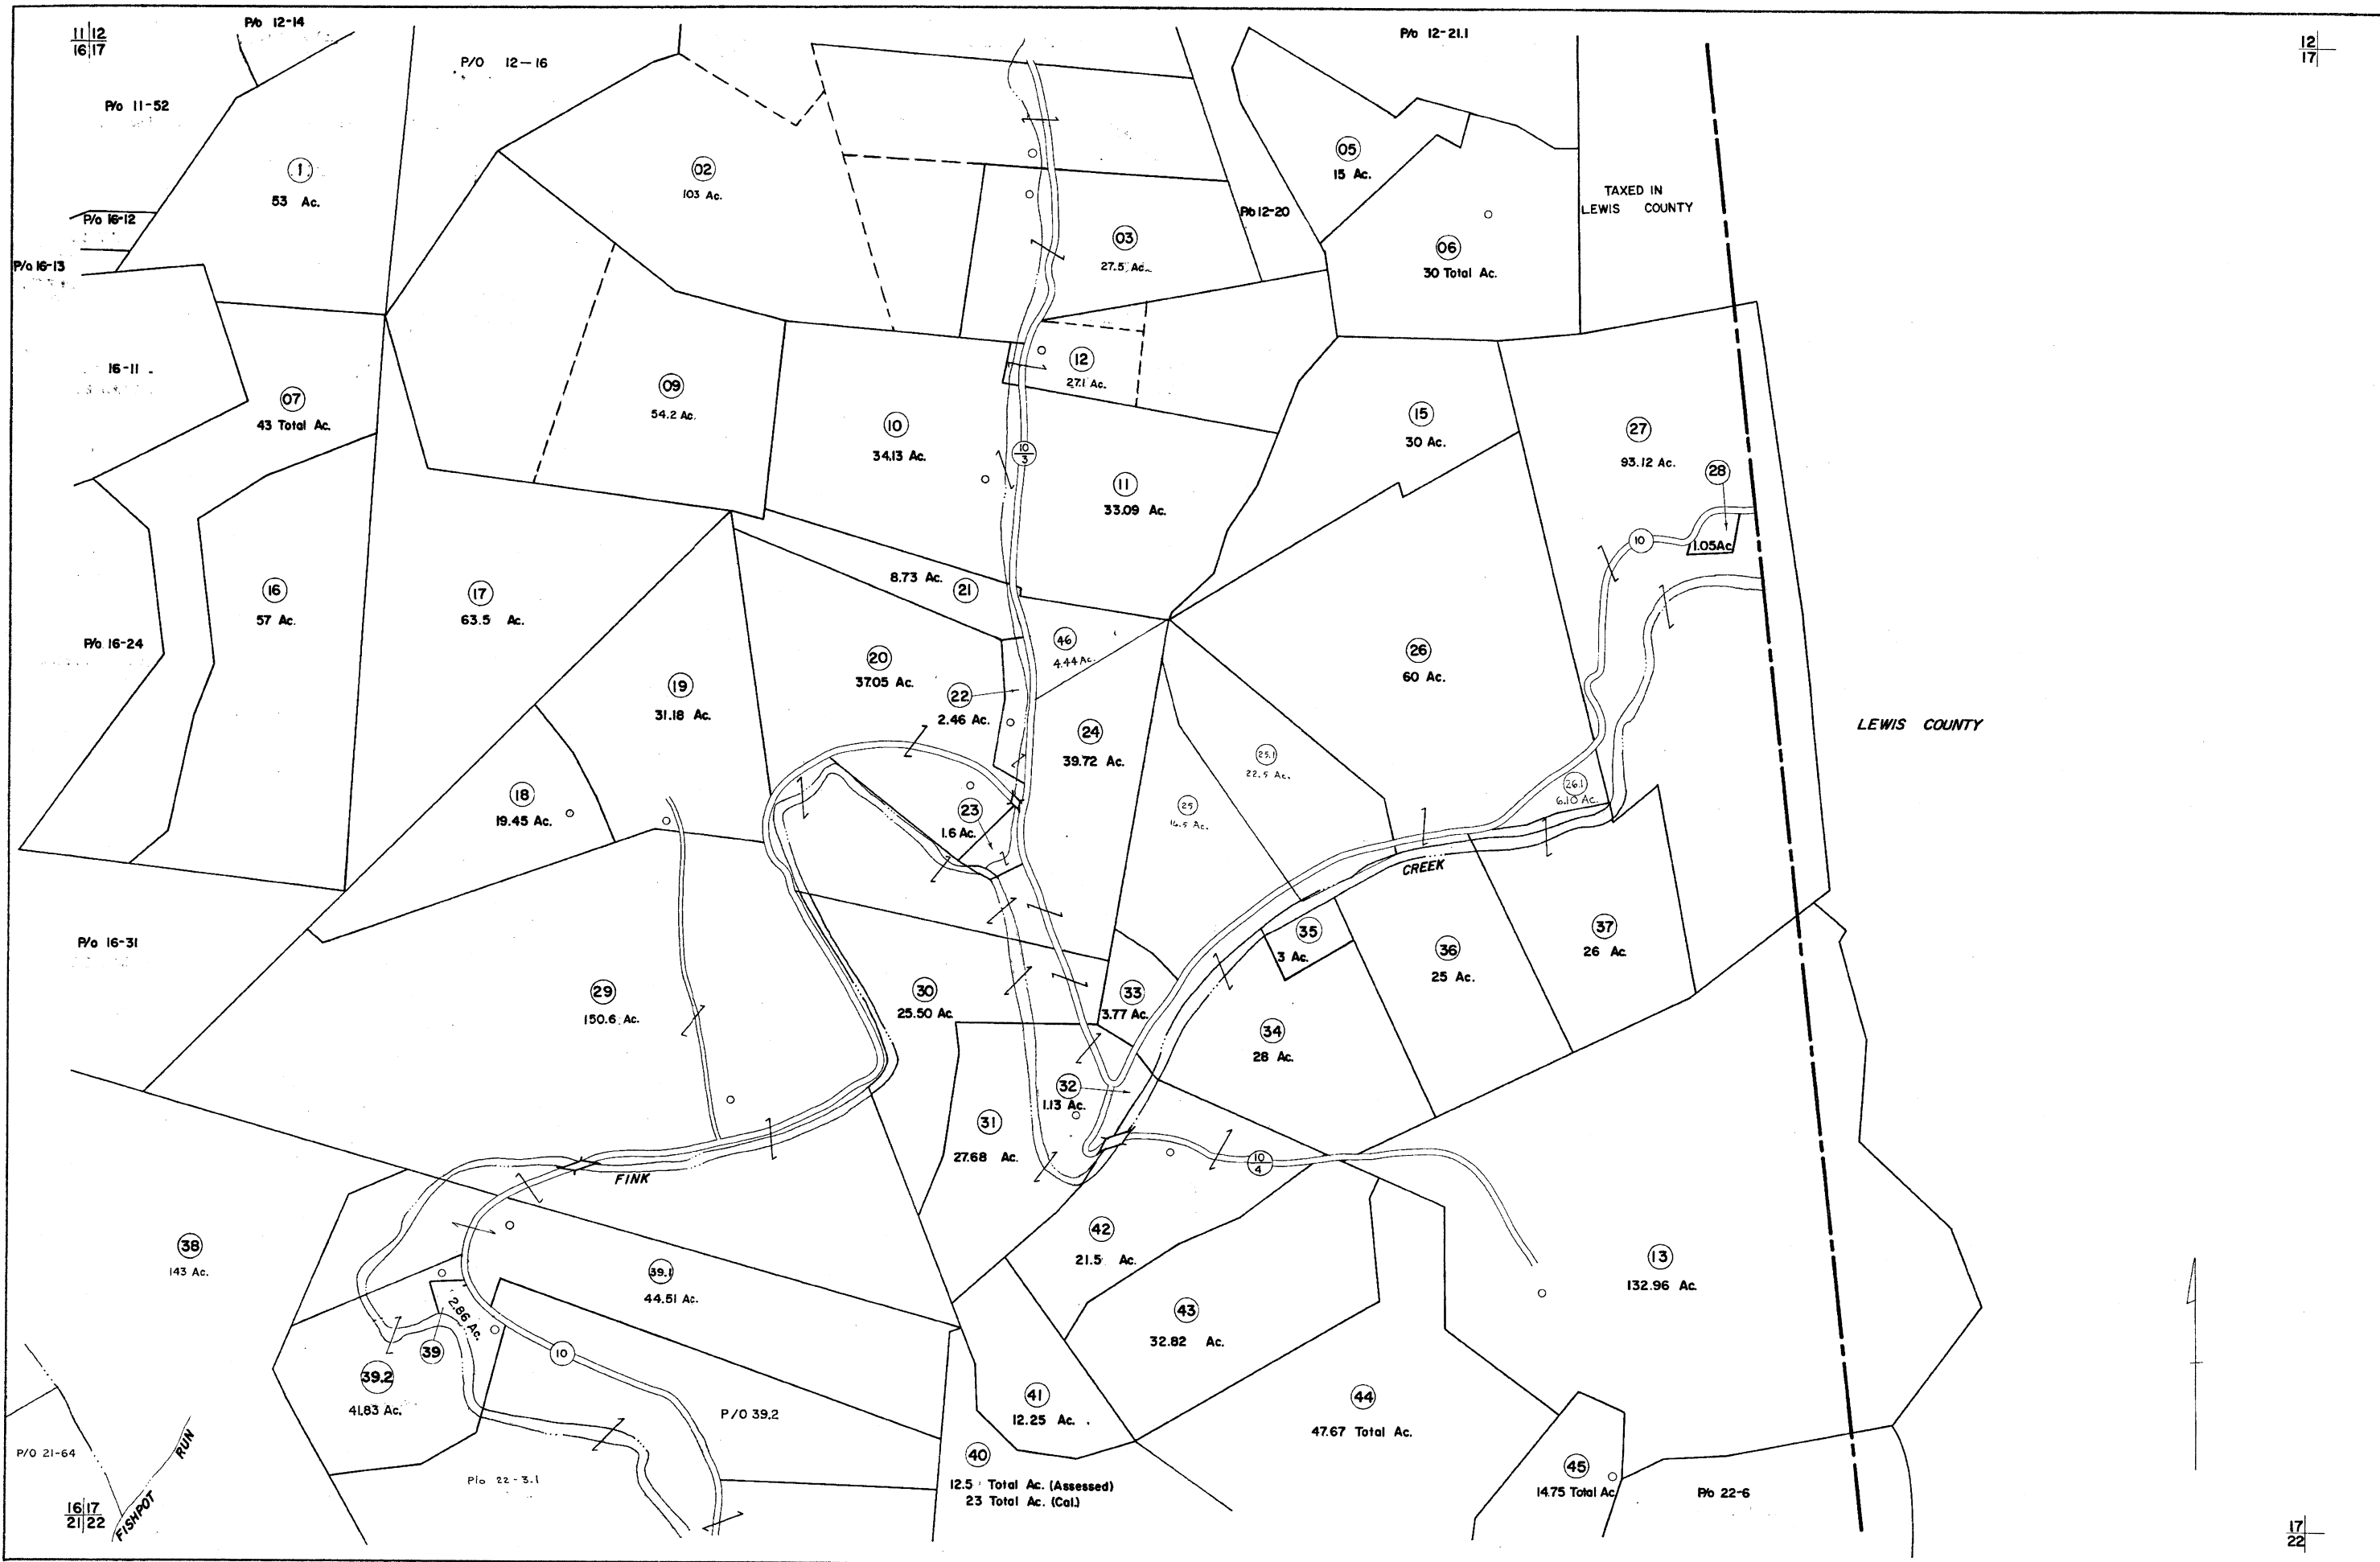 11 12
16 17
P/o 12-14
P/O 12-16
P/o 12-21.1
12
17
P/o 11-52
1
53 Ac.
02
103 Ac.
05
15 Ac.
TAXED IN
LEWIS COUNTY
P/o 16-12
P/o 12-20
03
27.5 Ac.
06
30 Total Ac.
P/o 16-13
16-11
07
43 Total Ac.
09
54.2 Ac.
12
27.1 Ac.
10
34.13 Ac.
10
3
15
30 Ac.
27
93.12 Ac.
28
1.05 Ac
10
11
33.09 Ac.
16
57 Ac.
17
63.5 Ac.
8.73 Ac.
21
P/o 16-24
46
4.44 Ac.
20
37.05 Ac.
26
60 Ac.
19
31.18 Ac.
22
2.46 Ac.
24
39.72 Ac.
LEWIS COUNTY
25.1
22.5 Ac.
26.1
6.10 Ac.
18
19.45 Ac.
23
1.6 Ac.
25
16.5 Ac.
CREEK
P/o 16-31
35
3 Ac.
36
25 Ac.
37
26 Ac
29
150.6 Ac.
30
25.50 Ac.
33
3.77 Ac.
34
28 Ac.
32
1.13 Ac.
31
27.68 Ac.
10
4
FINK
38
143 Ac.
42
21.5 Ac.
13
132.96 Ac.
39.1
44.51 Ac.
2.86 Ac.
39
43
32.82 Ac.
10
39.2
41.83 Ac.
P/O 39.2
41
12.25 Ac.
44
47.67 Total Ac.
P/O 21-64
P/o 22-3.1
40
12.5 Total Ac. (Assessed)
23 Total Ac. (Cal.)
45
14.75 Total Ac.
P/o 22-6
16 17
21 22
FISHPOT RUN
17
22